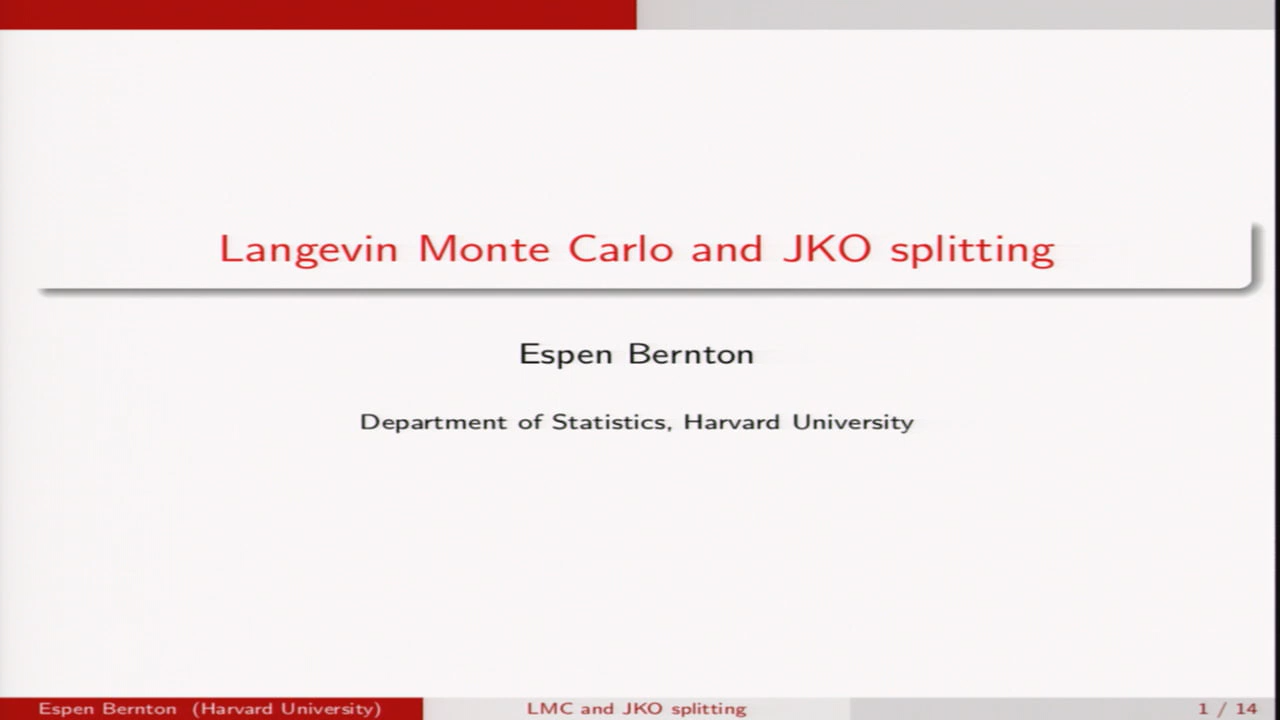 Langevin Monte Carlo and JKO splitting
Espen Bernton
Department of Statistics, Harvard University
Espen Bernton (Harvard University)
LMC and JKO splitting
1 / 14